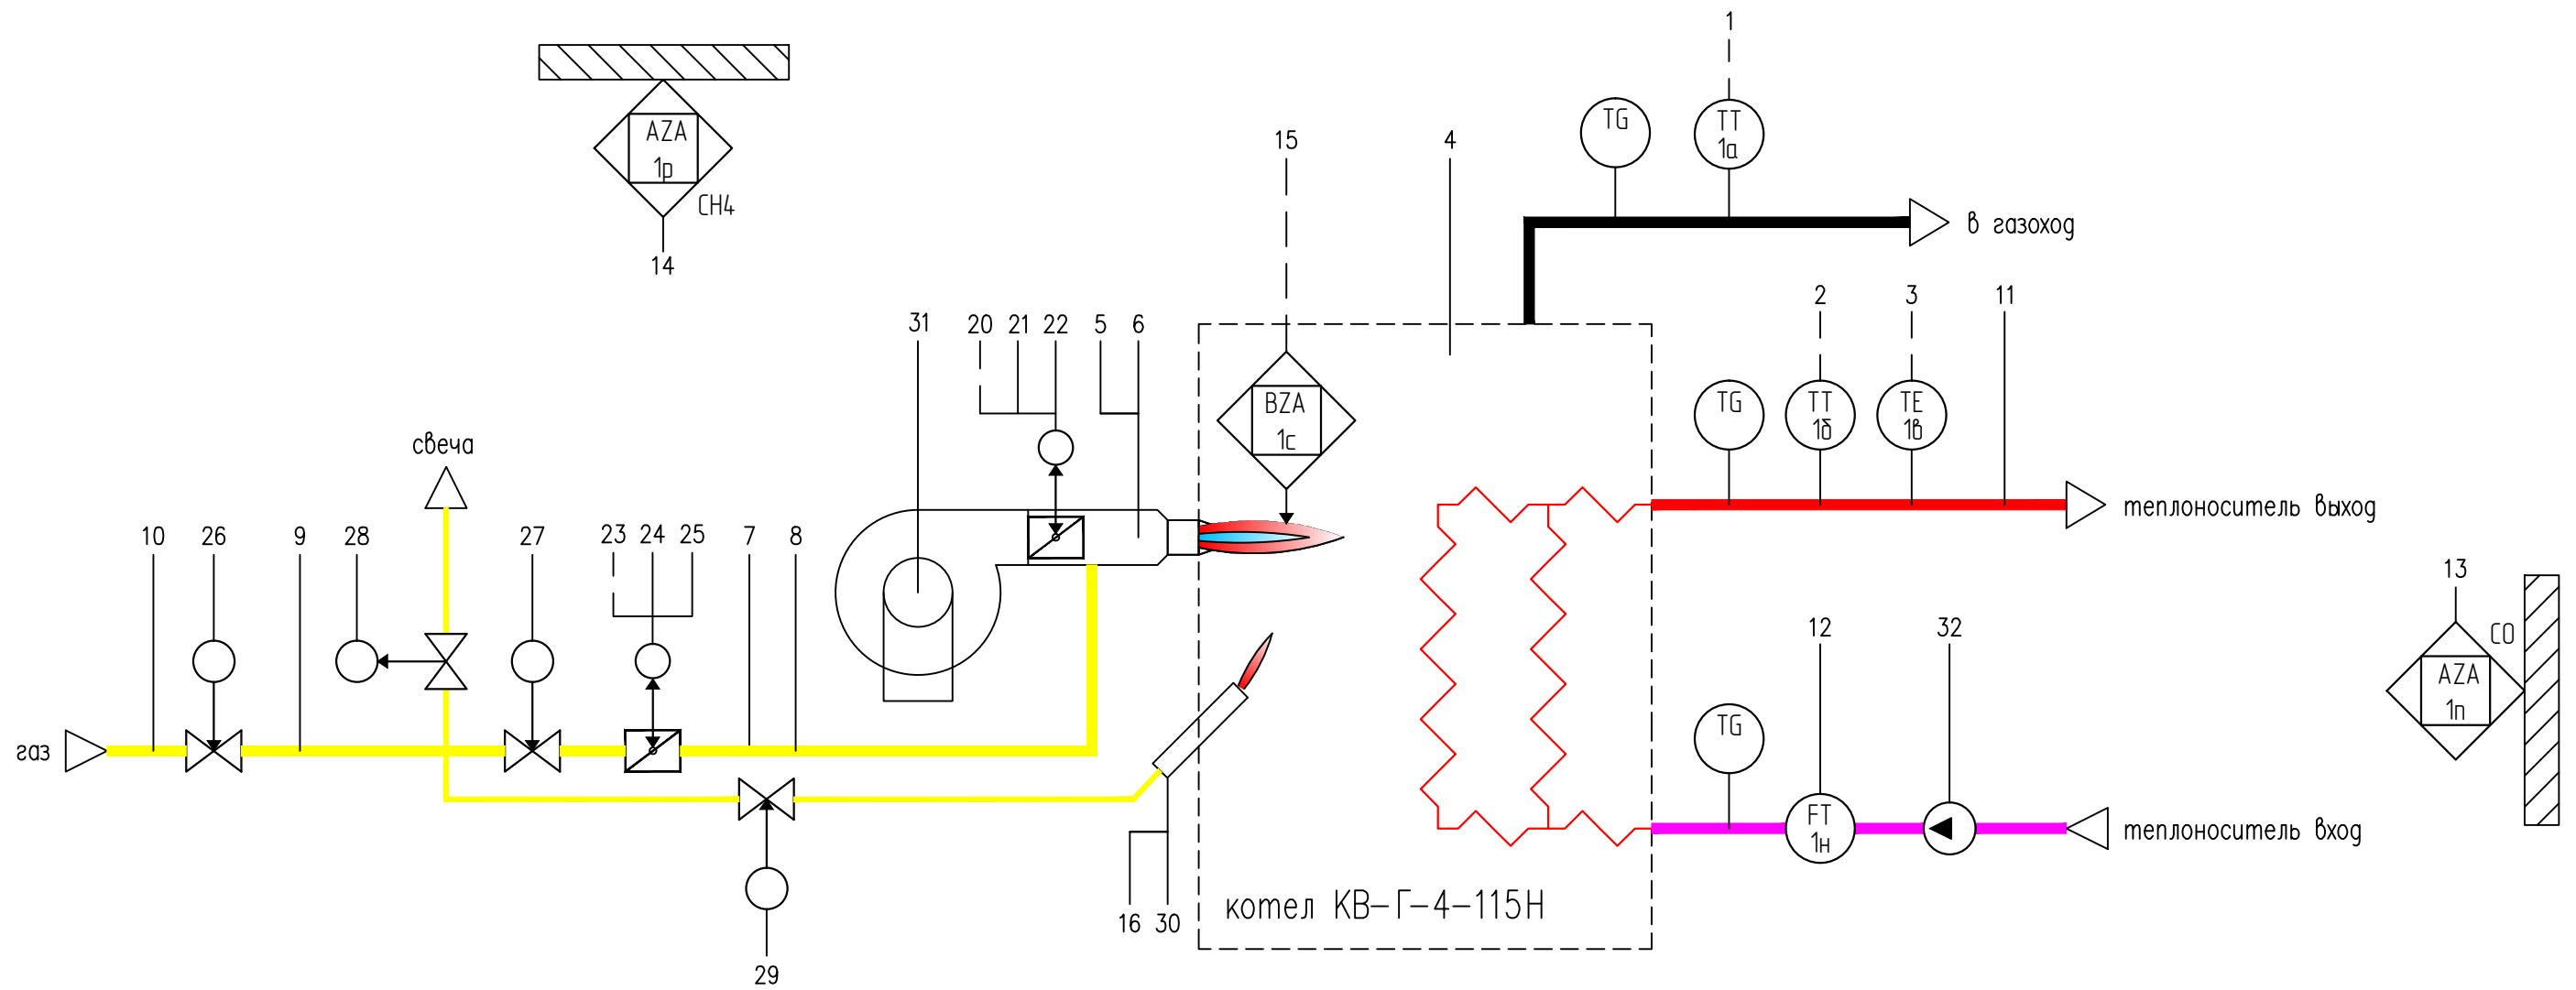 1
AZA
1р
CH4
14
15
4
TG
TT
1а
в газоход
31
20 21 22 5 6
2 3 11
BZA
1с
TG
TT
1б
TE
1в
свеча
теплоноситель выход
10 26 9 28 27 23 24 25 7 8
13
CO
AZA
1п
12
32
газ
TG
FT
1н
теплоноситель вход
котел КВ-Г-4-115Н
16 30
29